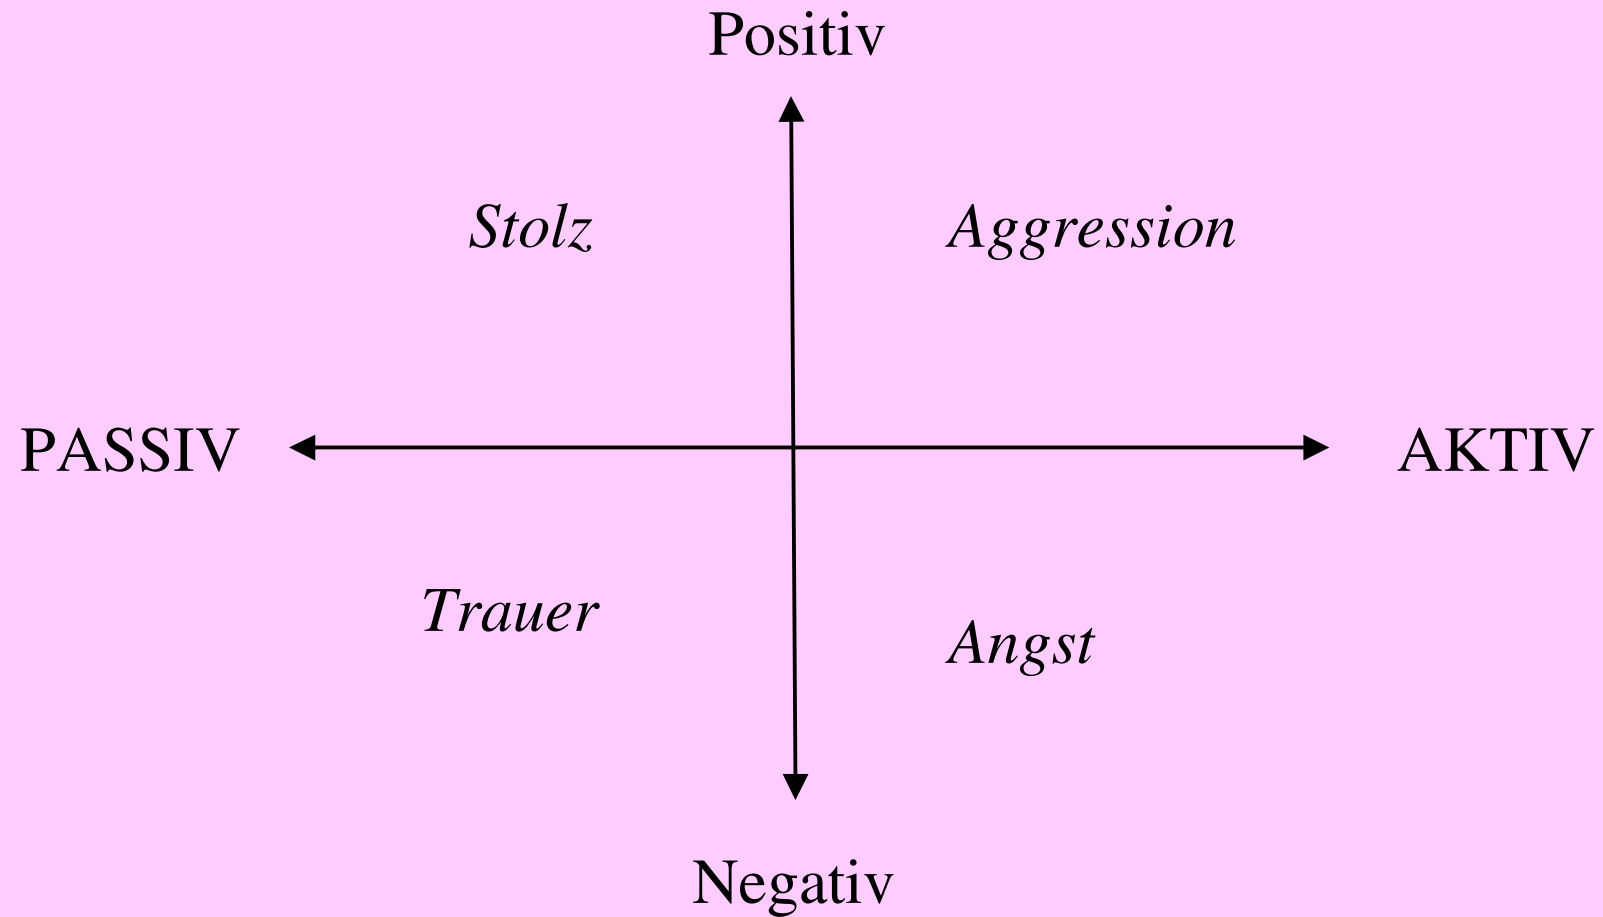 Positiv
Stolz
Aggression
PASSIV
AKTIV
Trauer
Angst
Negativ